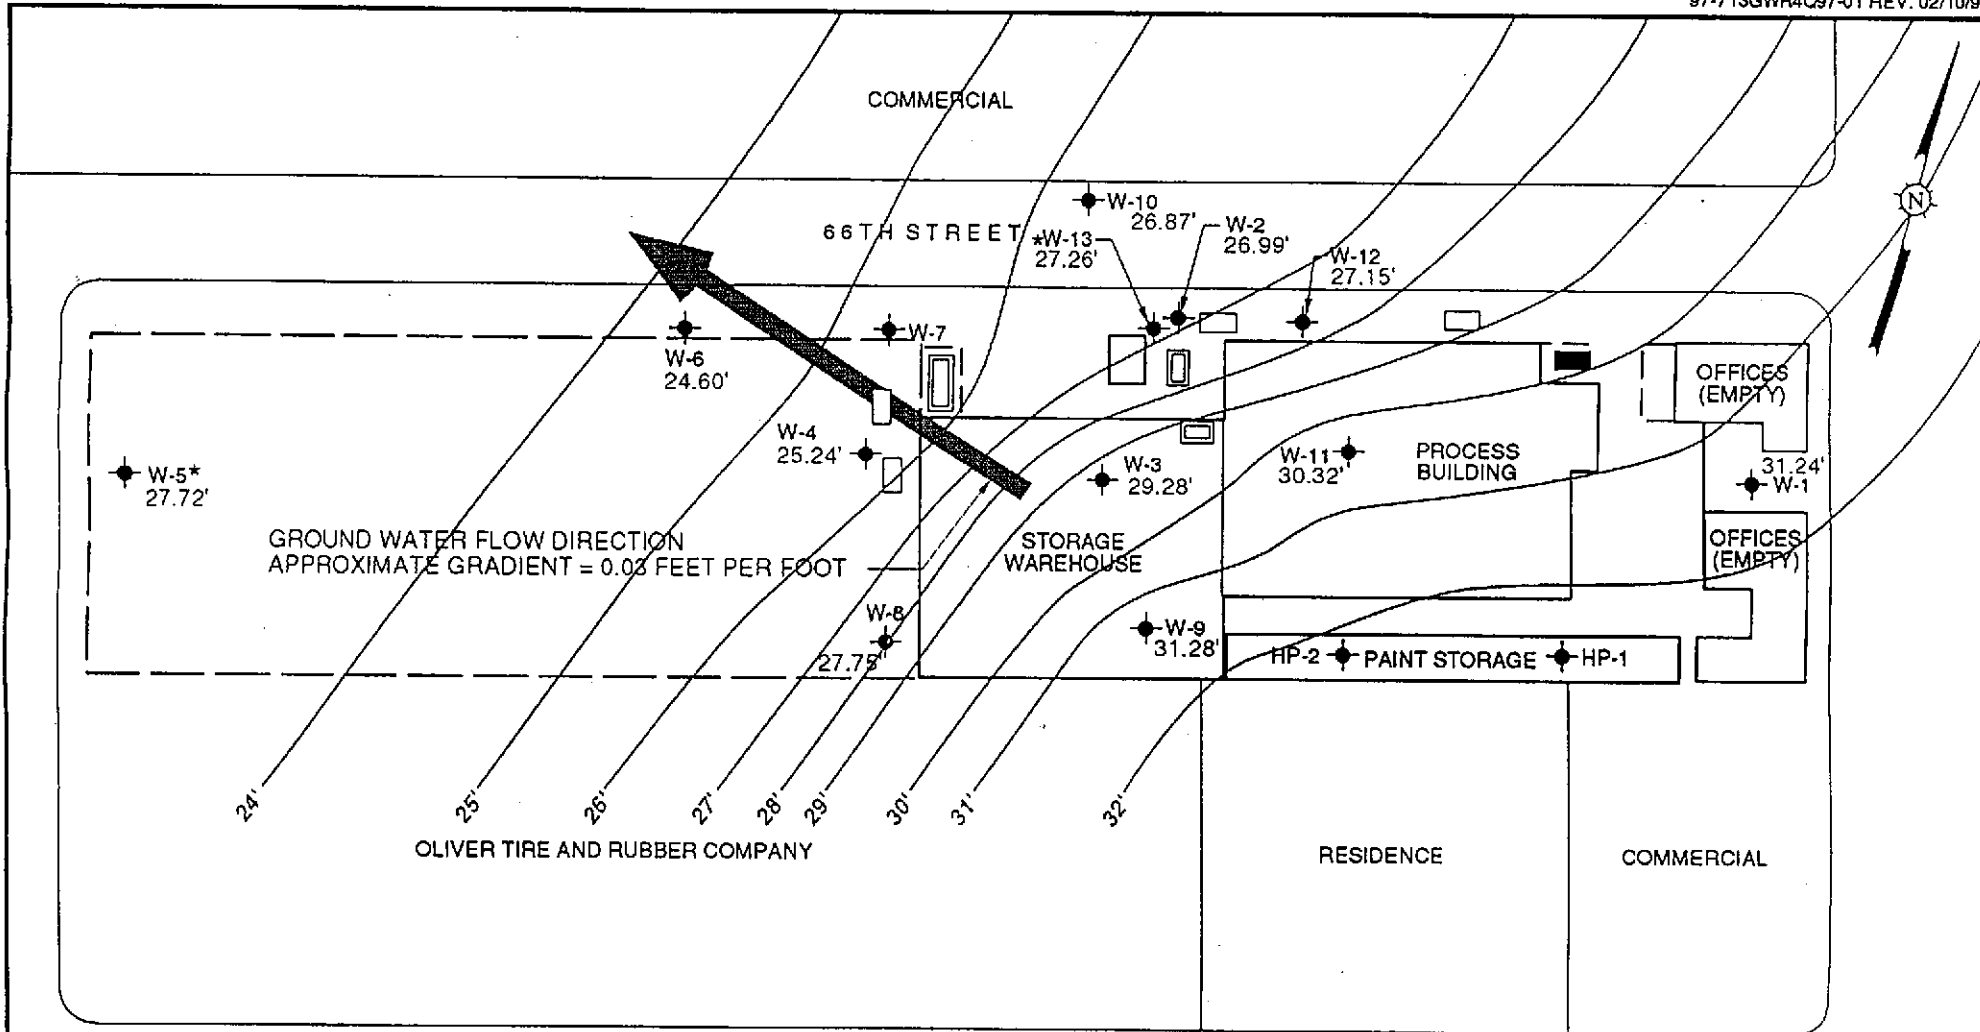 COMMERCIAL
N
W-10
26.87'
66TH STREET
*W-13
27.26'
W-2
26.99'
W-12
27.15'
W-6
24.60'
W-7
OFFICES
(EMPTY)
W-4
25.24'
W-5*
27.72'
W-3
29.28'
W-11
30.32'
PROCESS
BUILDING
31.24'
W-1
GROUND WATER FLOW DIRECTION
APPROXIMATE GRADIENT = 0.03 FEET PER FOOT
STORAGE
WAREHOUSE
OFFICES
(EMPTY)
W-8
27.75'
W-9
31.28'
HP-2
PAINT STORAGE
HP-1
24'
25'
26'
27'
28'
29'
30'
31'
32'
OLIVER TIRE AND RUBBER COMPANY
RESIDENCE
COMMERCIAL